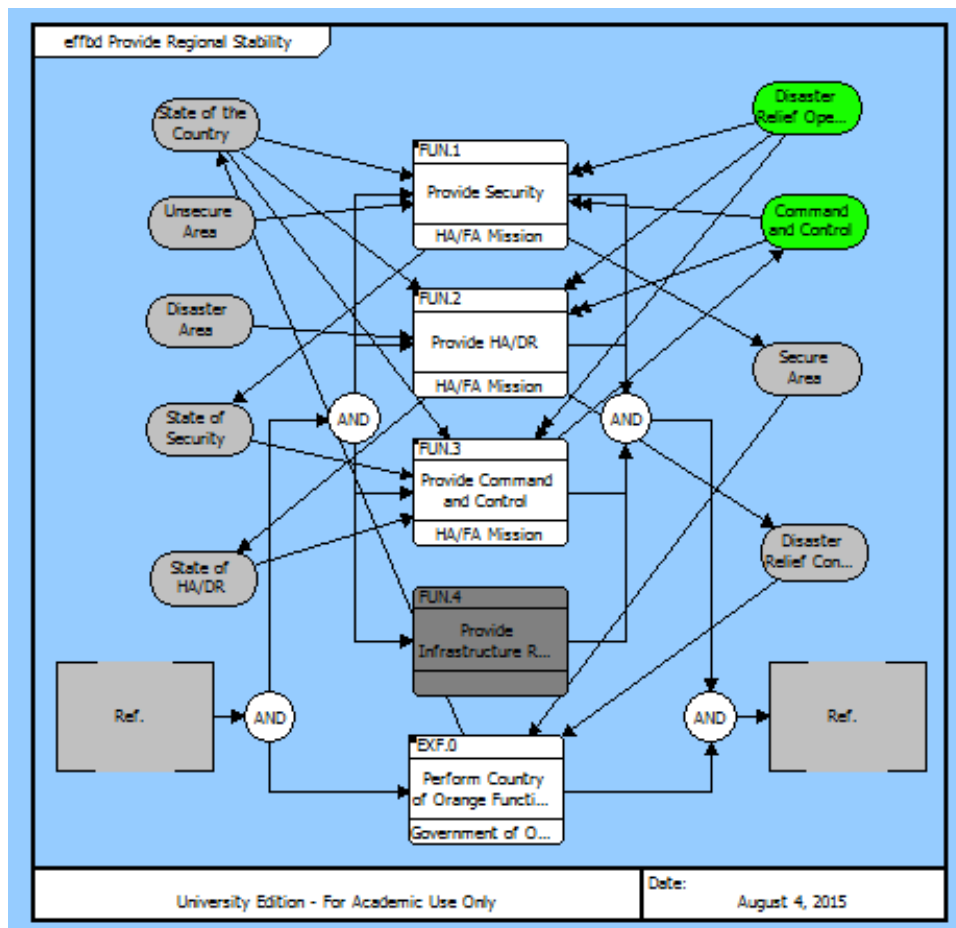 effbd Provide Regional Stability
State of the
Country
Disaster
Relief Ope...
FUN.1
Provide Security
HA/FA Mission
Unsecure
Area
Command
and Control
FUN.2
Provide HA/DR
HA/FA Mission
Disaster
Area
Secure
Area
AND
AND
State of
Security
FUN.3
Provide Command
and Control
HA/FA Mission
State of
HA/DR
Disaster
Relief Con...
FUN.4
Provide
Infrastructure R...
Ref.
AND
AND
Ref.
EXF.0
Perform Country
of Orange Functi...
Government of O...
University Edition - For Academic Use Only
Date:
August 4, 2015